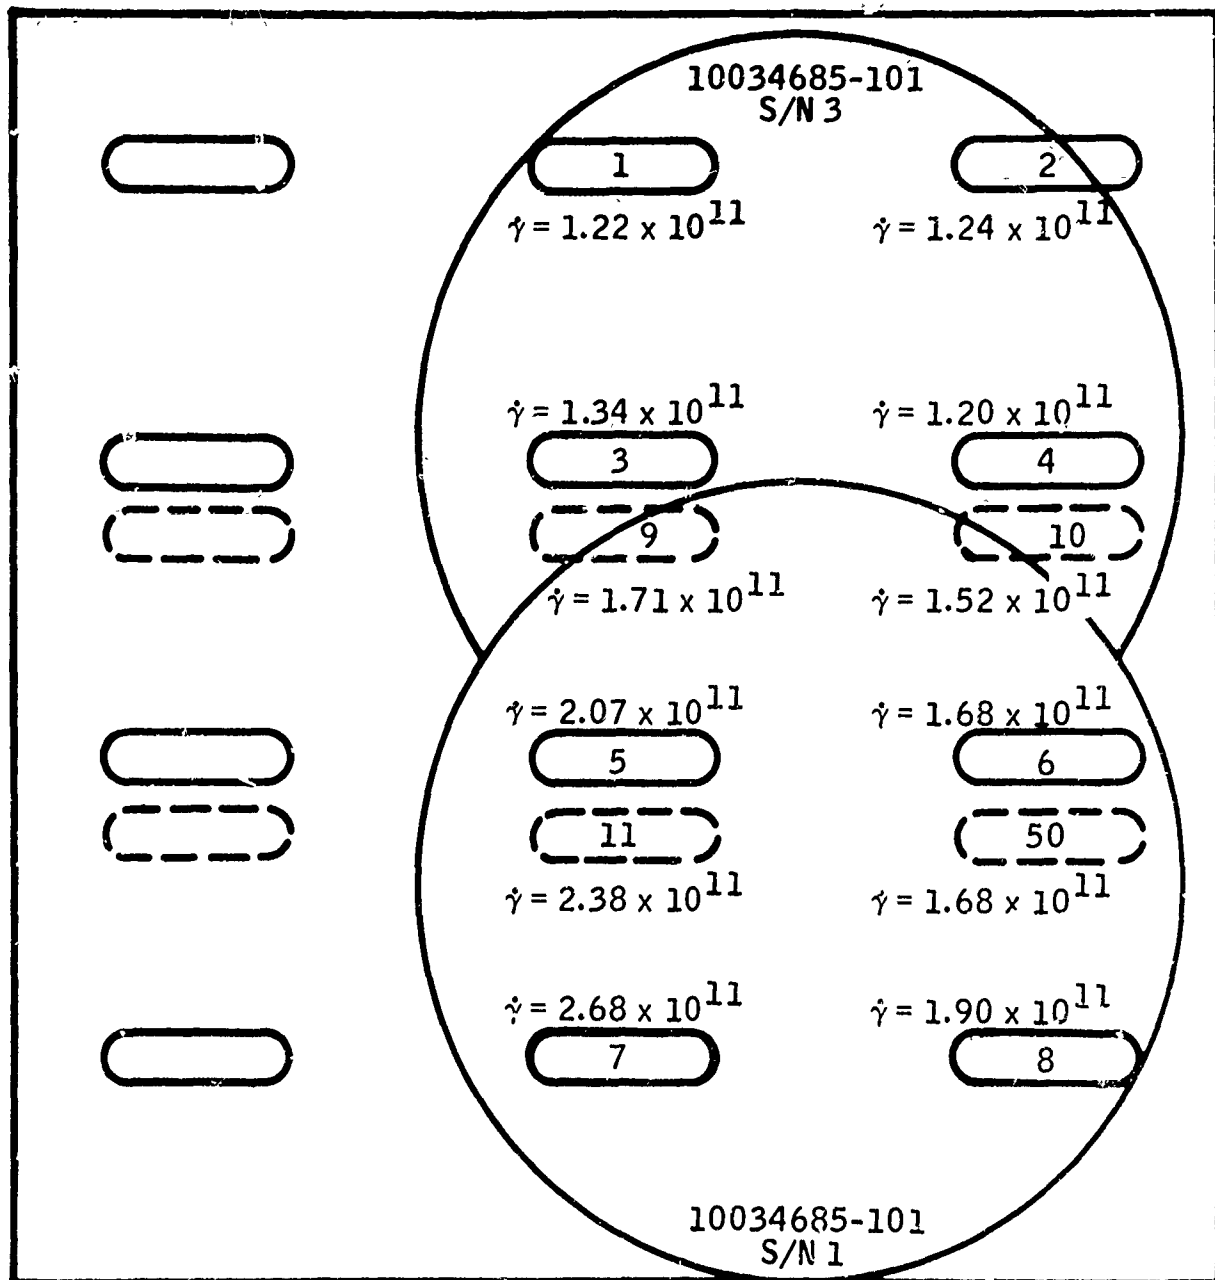 10034685-101
S/N 3
1 2
γ̇ = 1.22 x 10¹¹ γ̇ = 1.24 x 10¹¹
γ̇ = 1.34 x 10¹¹ γ̇ = 1.20 x 10¹¹
3 4
9 10
γ̇ = 1.71 x 10¹¹ γ̇ = 1.52 x 10¹¹
γ̇ = 2.07 x 10¹¹ γ̇ = 1.68 x 10¹¹
5 6
11 50
γ̇ = 2.38 x 10¹¹ γ̇ = 1.68 x 10¹¹
γ̇ = 2.68 x 10¹¹ γ̇ = 1.90 x 10¹¹
7 8
10034685-101
S/N 1